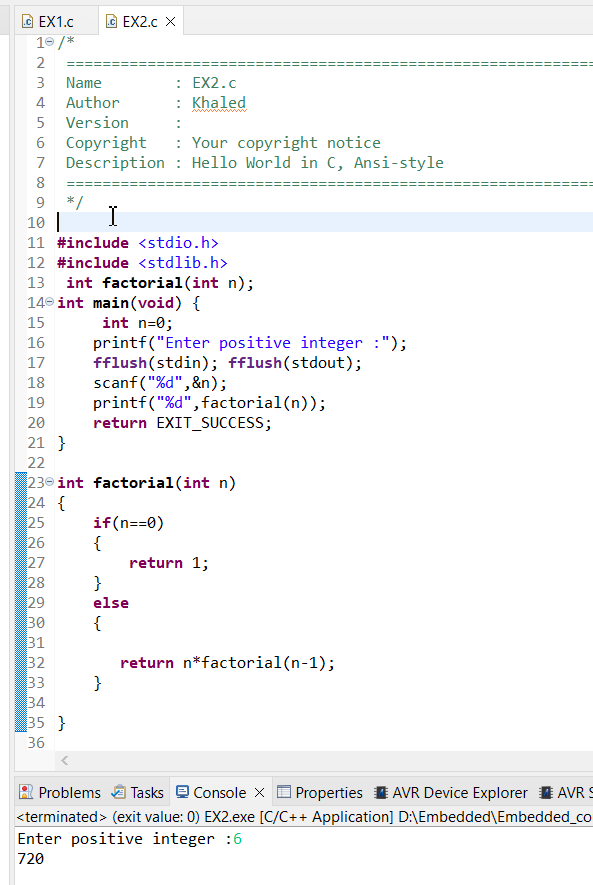 EX1.c EX2.c
1 /*
2 ===========================================================
3 Name : EX2.c
4 Author : Khaled
5 Version :
6 Copyright : Your copyright notice
7 Description : Hello World in C, Ansi-style
8 ===========================================================
9 */
10
11 #include <stdio.h>
12 #include <stdlib.h>
13 int factorial(int n);
14 int main(void) {
15 int n=0;
16 printf("Enter positive integer :");
17 fflush(stdin); fflush(stdout);
18 scanf("%d",&n);
19 printf("%d",factorial(n));
20 return EXIT_SUCCESS;
21 }
22
23 int factorial(int n)
24 {
25 if(n==0)
26 {
27 return 1;
28 }
29 else
30 {
31
32 return n*factorial(n-1);
33 }
34
35 }
36
Problems Tasks Console Properties AVR Device Explorer AVR S
<terminated> (exit value: 0) EX2.exe [C/C++ Application] D:\Embedded\Embedded_co
Enter positive integer :6
720